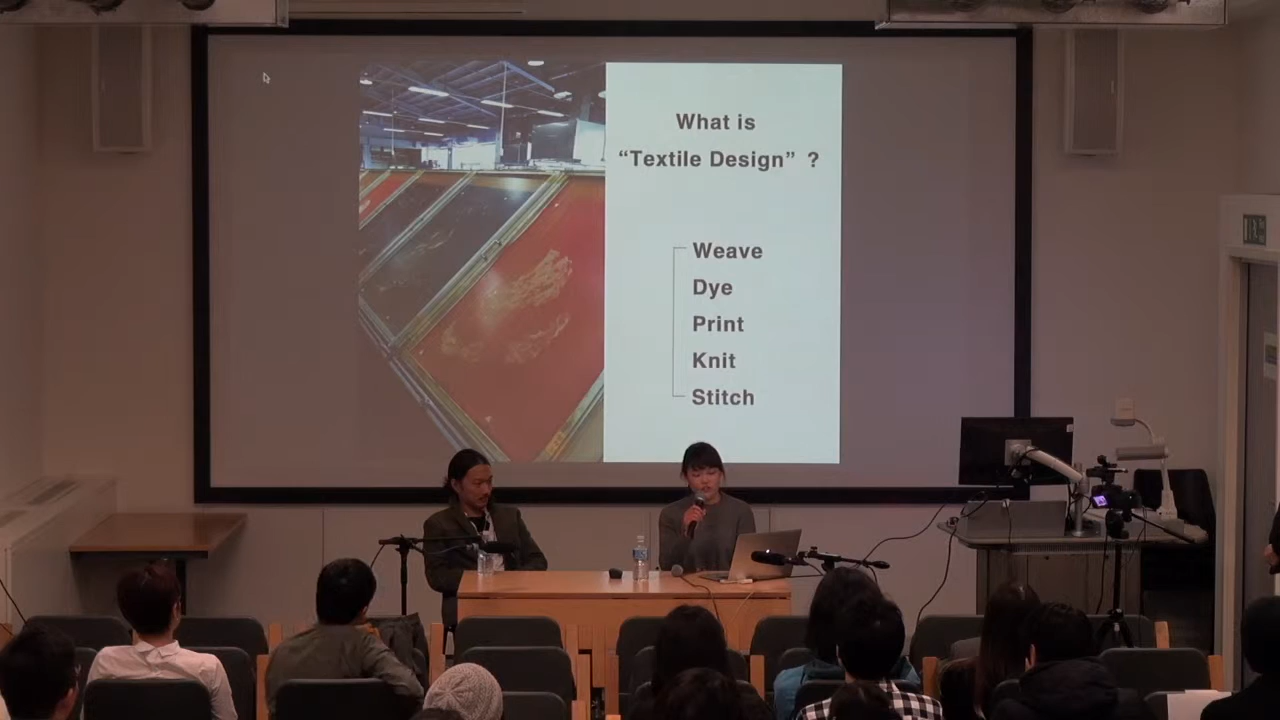 What is
“Textile Design” ?
Weave
Dye
Print
Knit
Stitch